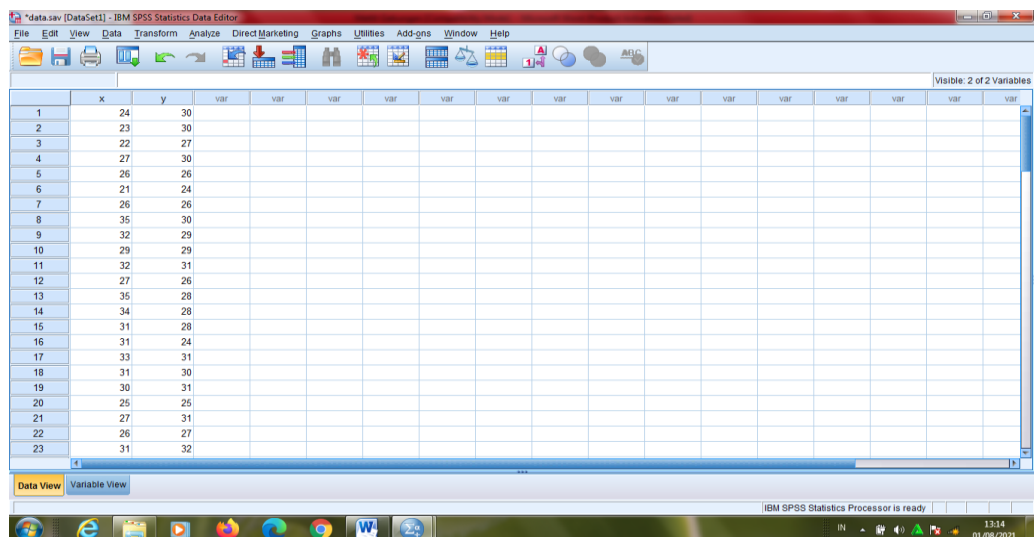 *data.sav [DataSet1] - IBM SPSS Statistics Data Editor
File Edit View Data Transform Analyze Direct Marketing Graphs Utilities Add-ons Window Help
Visible: 2 of 2 Variables
x y var var var var var var var var var var var var var var var
1 24 30
2 23 30
3 22 27
4 27 30
5 26 26
6 21 24
7 26 26
8 35 30
9 32 29
10 29 29
11 32 31
12 27 26
13 35 28
14 34 28
15 31 28
16 31 24
17 33 31
18 31 30
19 30 31
20 25 25
21 27 31
22 26 27
23 31 32
Data View Variable View
IBM SPSS Statistics Processor is ready
IN 13:14
01/08/2021